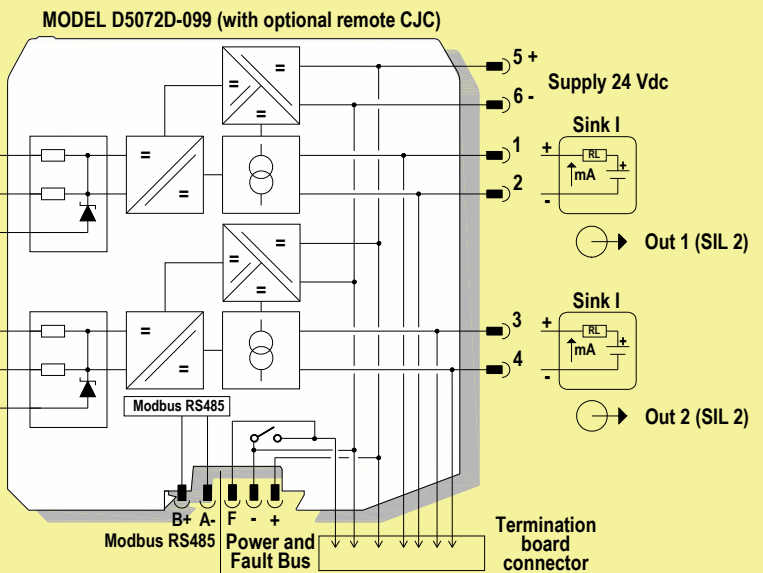 MODEL D5072D-099 (with optional remote CJC)
5 +
Supply 24 Vdc
6 -
Sink I
=
=
1
+
RL
+
mA
=
=
2
-
Out 1 (SIL 2)
=
=
Sink I
3
+
RL
+
mA
=
=
4
-
Modbus RS485
Out 2 (SIL 2)
B+ A- F - +
Modbus RS485
Power and
Fault Bus
Termination
board
connector